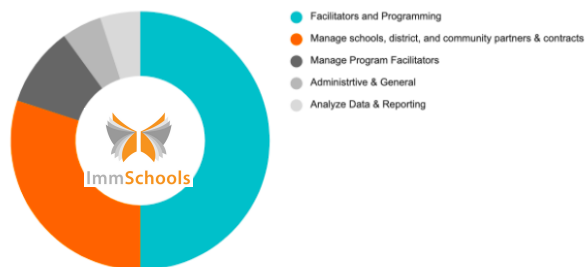 Facilitators and Programming
Manage schools, district, and community partners & contracts
Manage Program Facilitators
Administrtive & General
Analyze Data & Reporting
ImmSchools